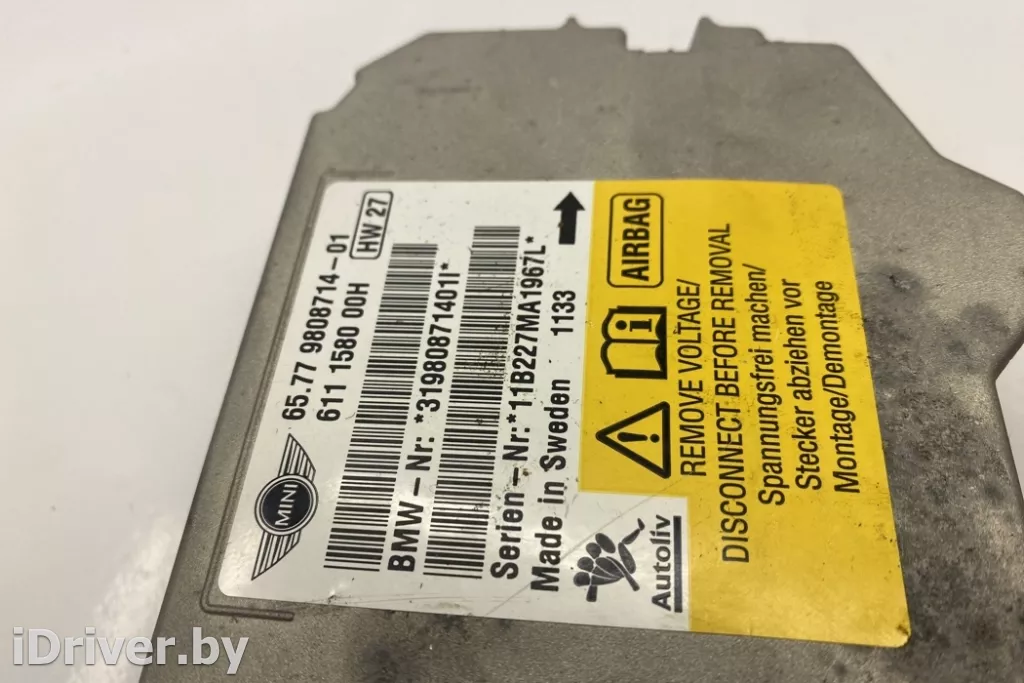 65.77 9808714-01
HW 27
611 1580 00H
MINI
BMW-Nr: *31980871401I*
Serien-Nr:*11B227MA1967L*
Made in Sweden 1133
Autoliv
AIRBAG
REMOVE VOLTAGE/
DISCONNECT BEFORE REMOVAL
Spannungsfrei machen/
Stecker abziehen vor
Montage/Demontage
iDriver.by